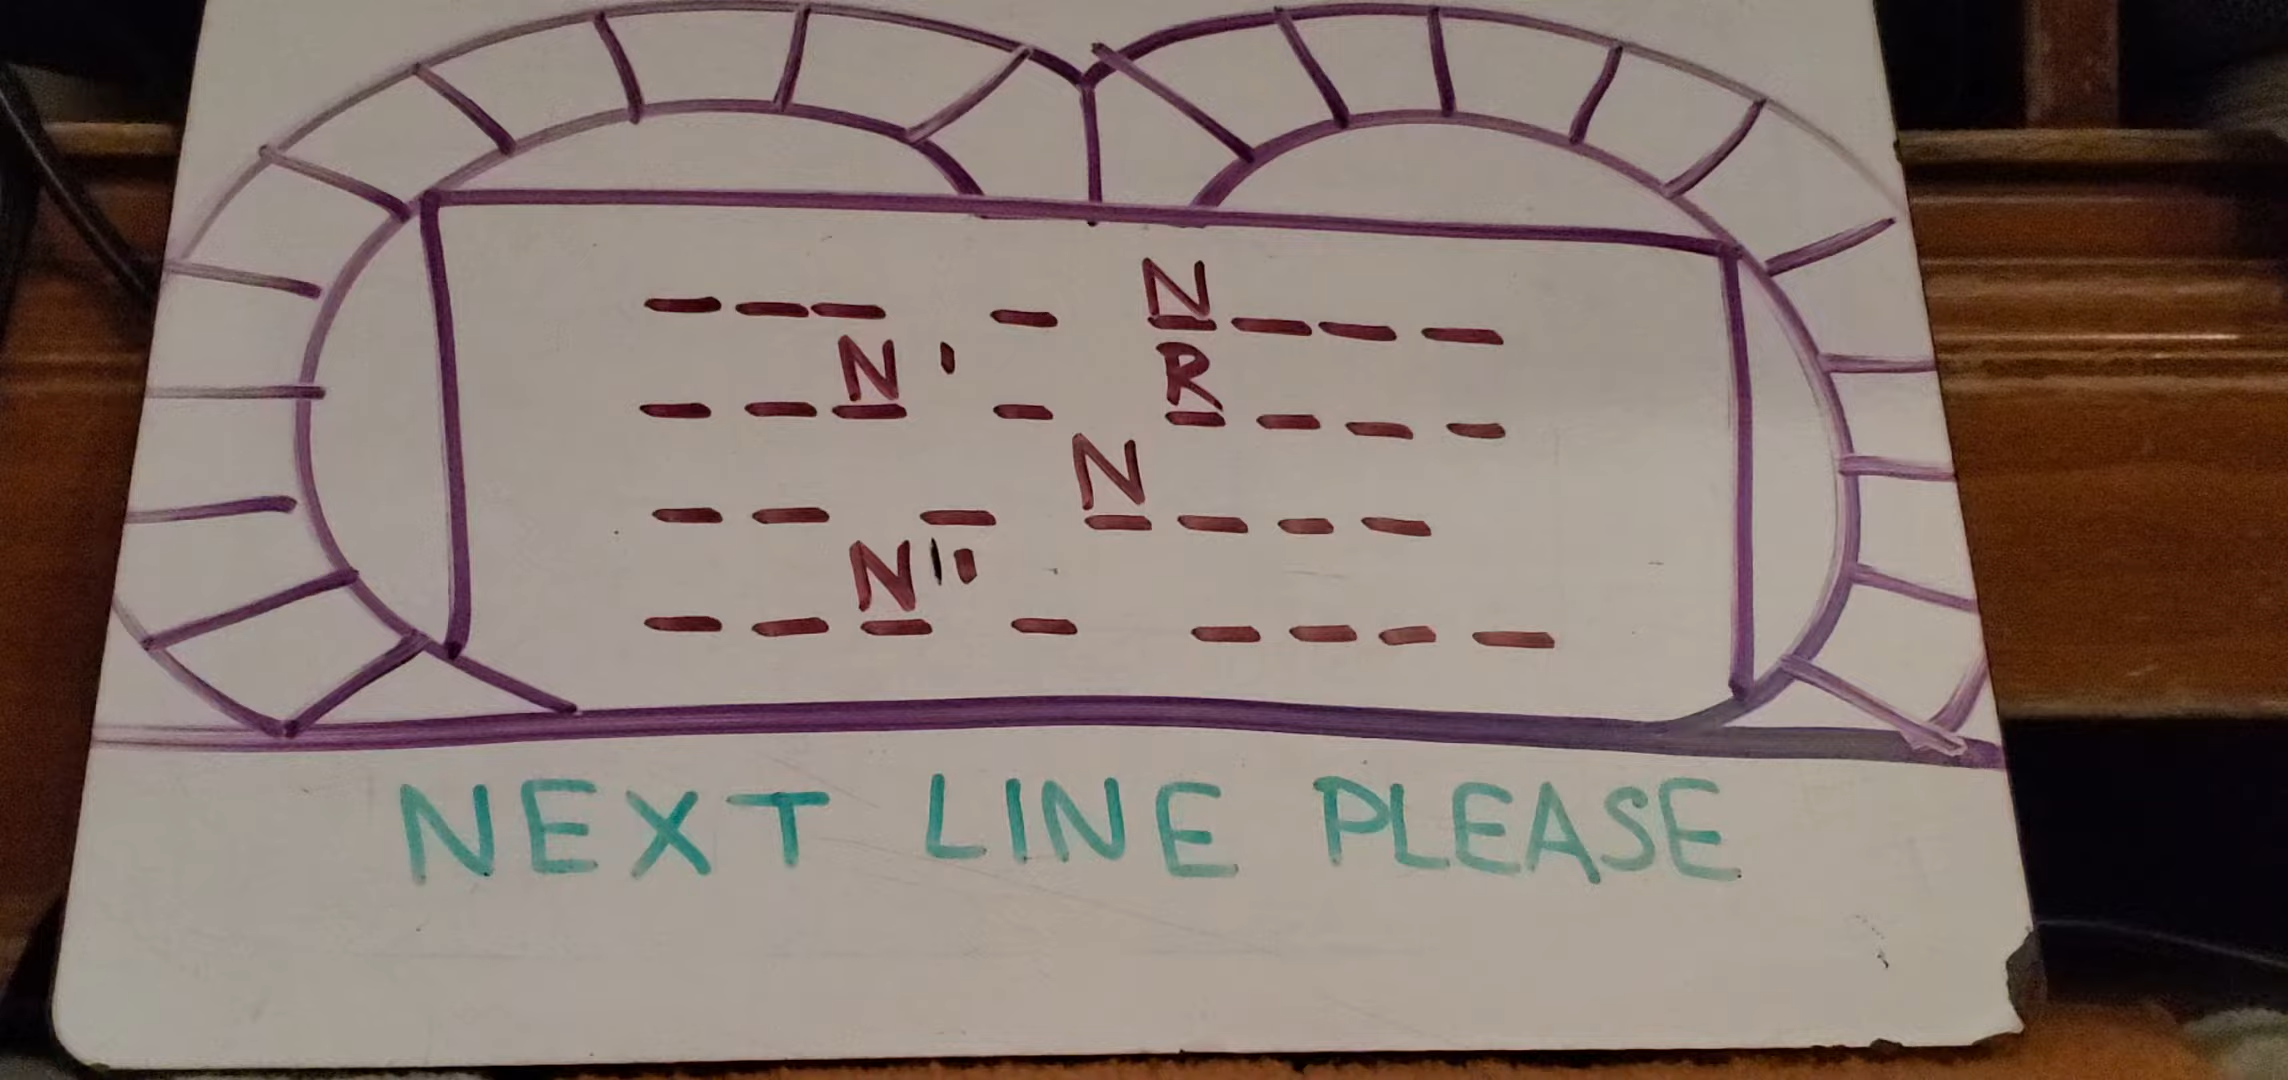 _ _ _ _ N _ _ _
_ _ N ' _ R _ _ _
_ _ _ N _ _ _
_ _ N " _ _ _ _ _
NEXT LINE PLEASE